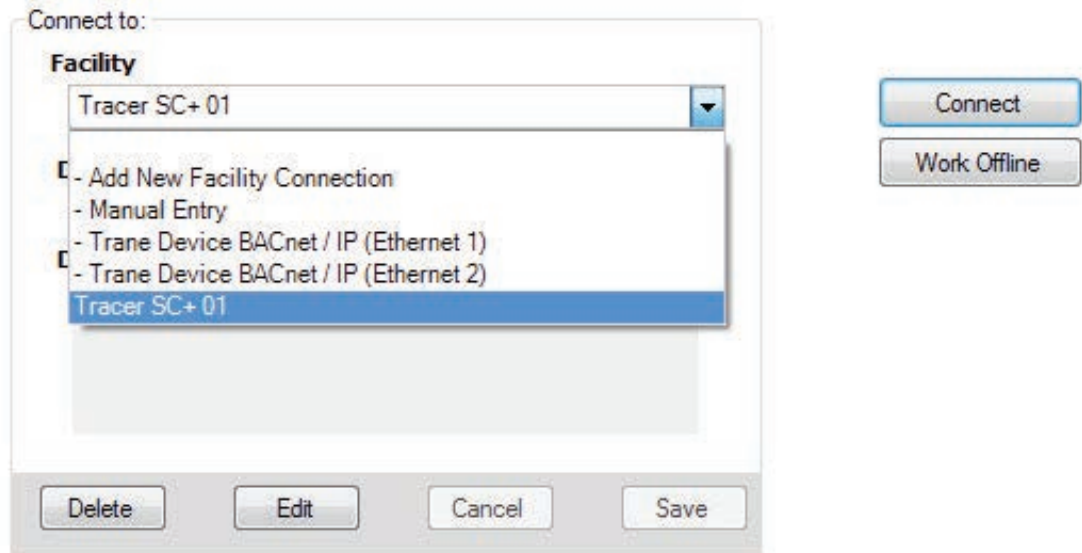 Connect to:
Facility
Tracer SC+ 01
Connect
- Add New Facility Connection
Work Offline
- Manual Entry
- Trane Device BACnet / IP (Ethernet 1)
- Trane Device BACnet / IP (Ethernet 2)
Tracer SC+ 01
Delete
Edit
Cancel
Save